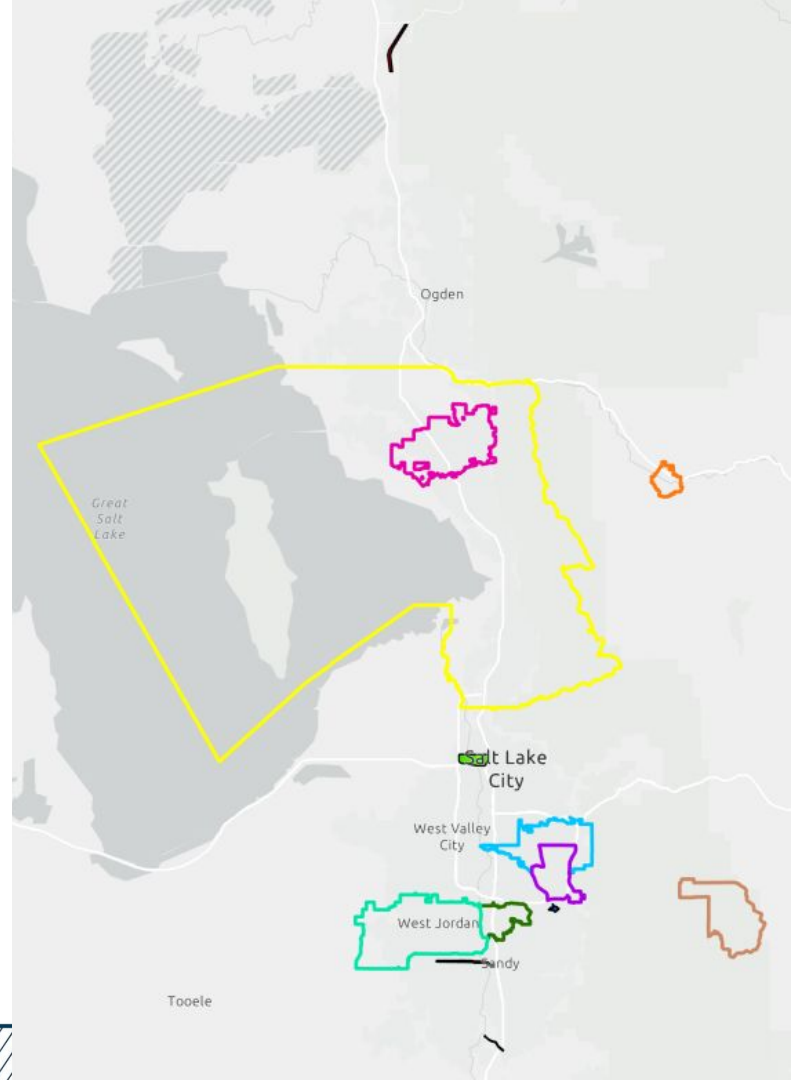 Ogden
Great
Salt
Lake
Salt Lake
City
West Valley
City
West Jordan
Sandy
Tooele